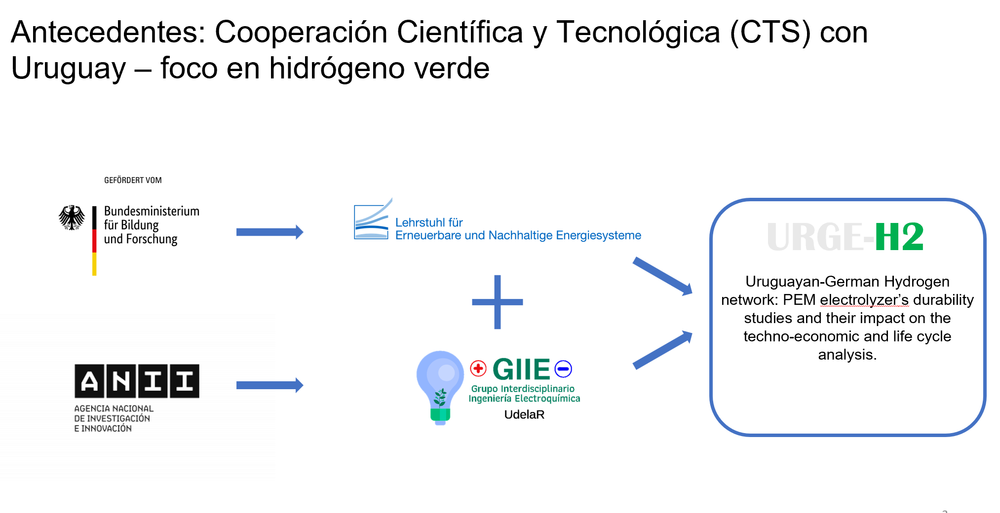 Antecedentes: Cooperación Científica y Tecnológica (CTS) con
Uruguay – foco en hidrógeno verde
GEFÖRDERT VOM
Bundesministerium
für Bildung
und Forschung
Lehrstuhl für
Erneuerbare und Nachhaltige Energiesysteme
URGE-H2
Uruguayan-German Hydrogen
network: PEM electrolyzer’s durability
studies and their impact on the
techno-economic and life cycle
analysis.
ANII
AGENCIA NACIONAL
DE INVESTIGACIÓN
E INNOVACIÓN
GIIE
Grupo Interdisciplinario
Ingeniería Electroquímica
UdelaR